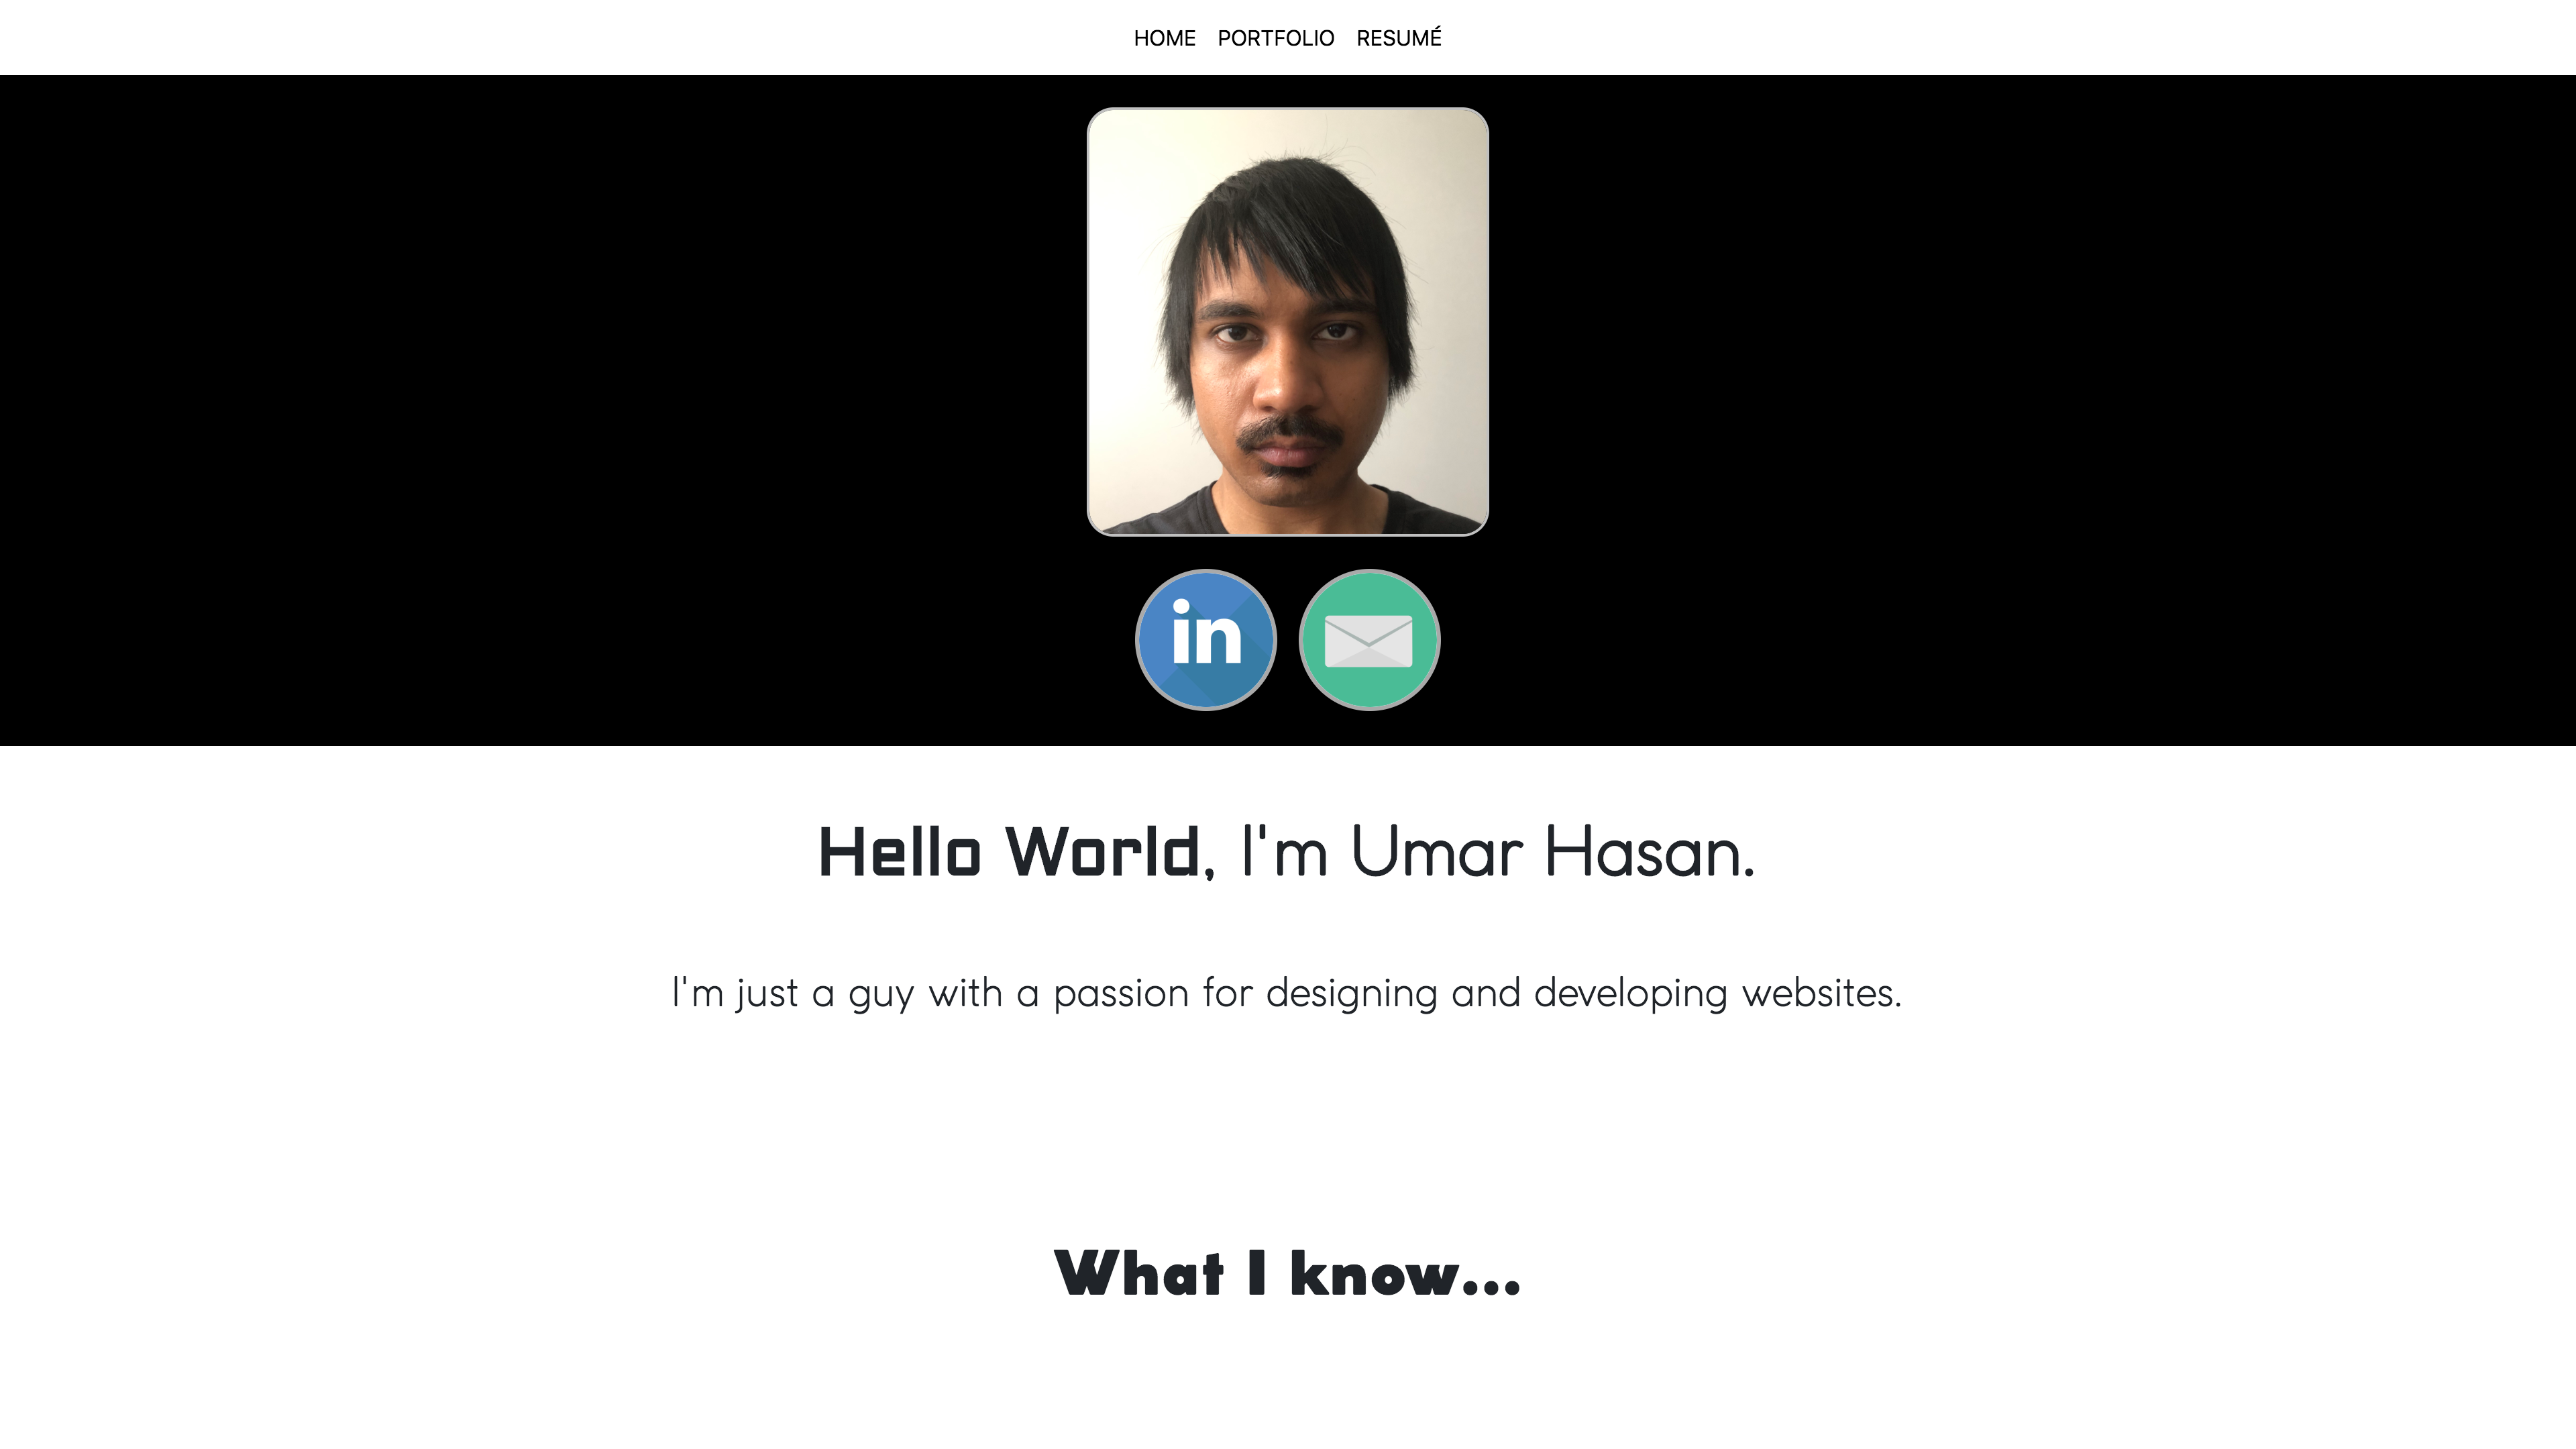 HOME PORTFOLIO RESUMÉ
in
Hello World, I'm Umar Hasan.
I'm just a guy with a passion for designing and developing websites.
What I know...